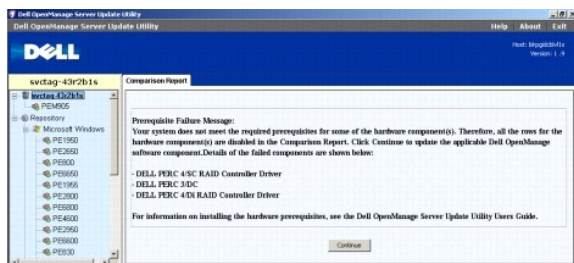 Dell OpenManage Server Update Utility
Dell OpenManage Server Update Utility
Help About Exit
DELL
Version: 1.9
svctag-43r2b1s
Comparison Report
svctag-43r2b1s
PEM905
Repository
Microsoft Windows
PE1950
PE2650
PE800
PE6650
PE1955
PE2800
PE6800
PE4600
PE2950
PE6600
PE830
Prerequisite Failure Message:
Your system does not meet the required prerequisites for some of the hardware component(s). Therefore, all the rows for the
hardware component(s) are disabled in the Comparison Report. Click Continue to update the applicable Dell OpenManage
software component.Details of the failed components are shown below:
- DELL PERC 4/SC RAID Controller Driver
- DELL PERC 3/DC
- DELL PERC 4/Di RAID Controller Driver
For information on installing the hardware prerequisites, see the Dell OpenManage Server Update Utility Users Guide.
Continue